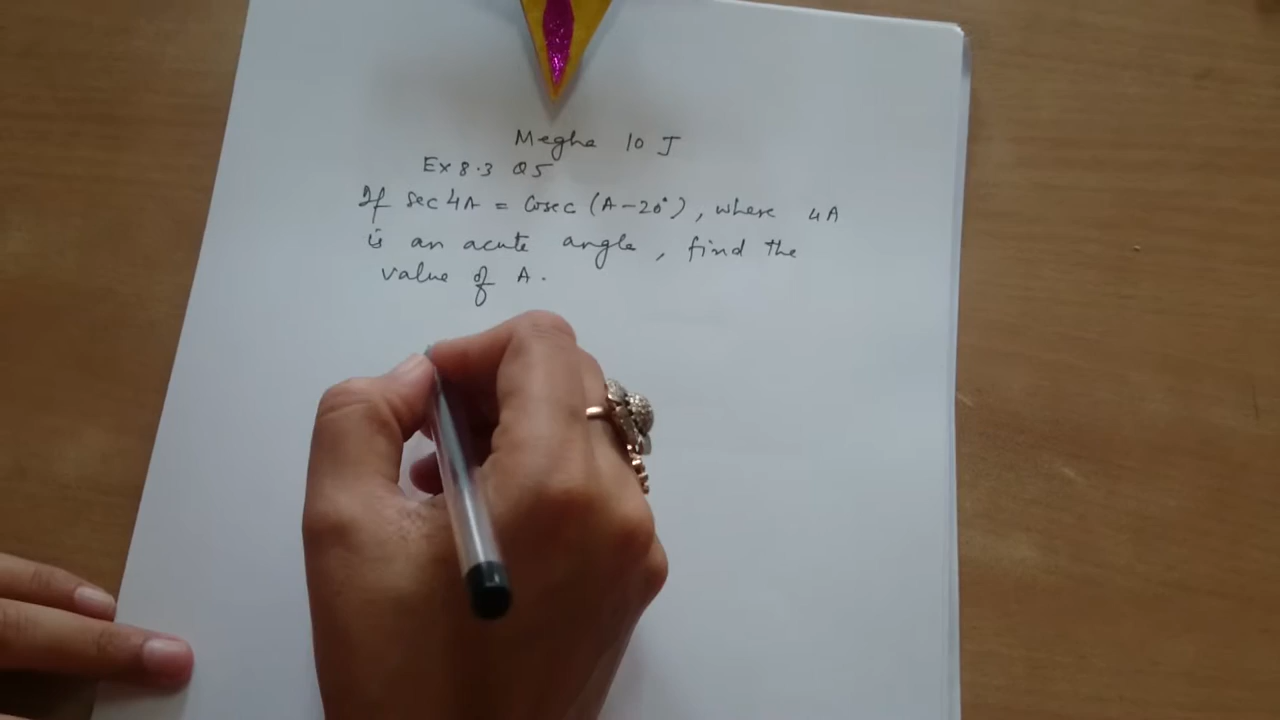 Megha 10 J
Ex 8.3 Q5
If sec 4A = Cosec (A-20°), where 4A
is an acute angle, find the
value of A.